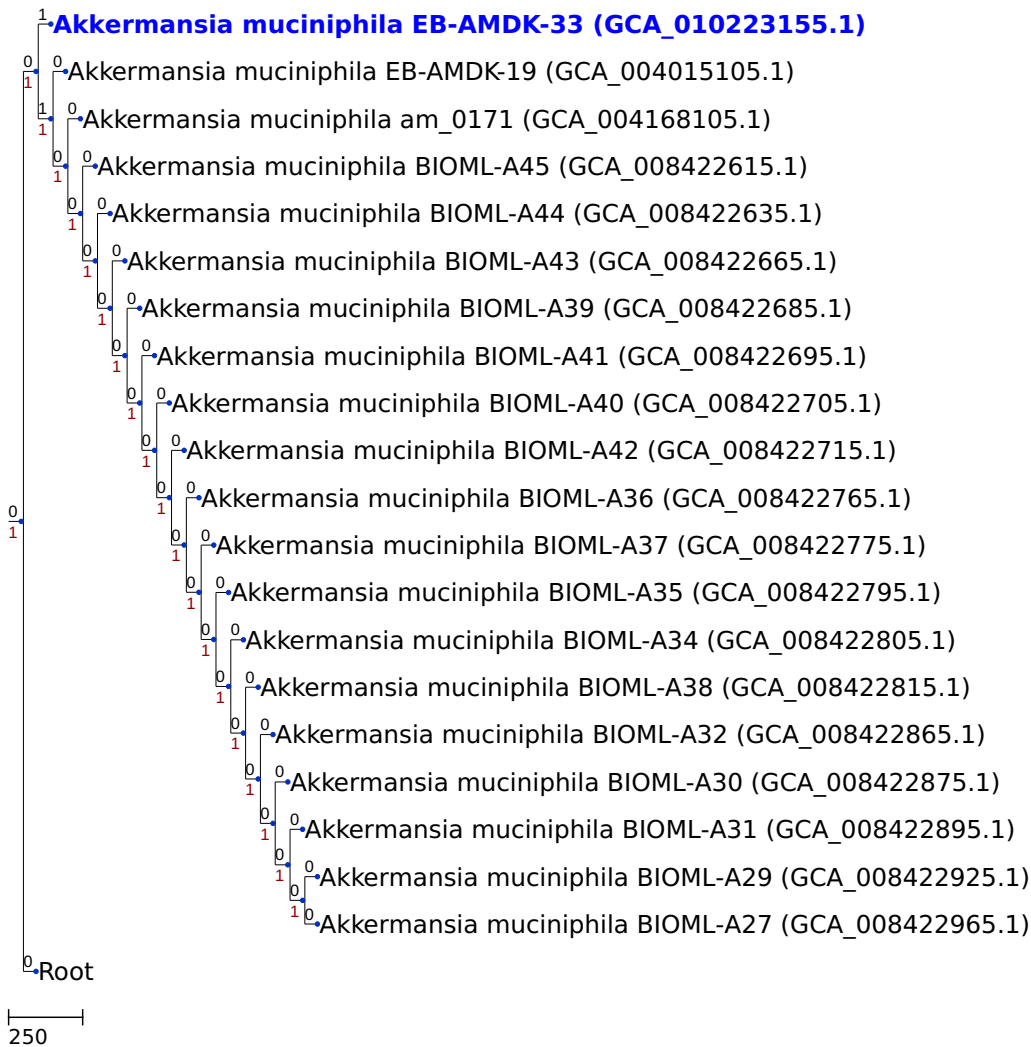 1 Akkermansia muciniphila EB-AMDK-33 (GCA_010223155.1)
0 0 Akkermansia muciniphila EB-AMDK-19 (GCA_004015105.1)
1
1 0 Akkermansia muciniphila am_0171 (GCA_004168105.1)
1
0 0 Akkermansia muciniphila BIOML-A45 (GCA_008422615.1)
1
0 0 Akkermansia muciniphila BIOML-A44 (GCA_008422635.1)
1
0 0 Akkermansia muciniphila BIOML-A43 (GCA_008422665.1)
1
0 0 Akkermansia muciniphila BIOML-A39 (GCA_008422685.1)
1
0 0 Akkermansia muciniphila BIOML-A41 (GCA_008422695.1)
1
0 0 Akkermansia muciniphila BIOML-A40 (GCA_008422705.1)
1
0 0 Akkermansia muciniphila BIOML-A42 (GCA_008422715.1)
1
0 0 Akkermansia muciniphila BIOML-A36 (GCA_008422765.1)
1
0
1
0 0 Akkermansia muciniphila BIOML-A37 (GCA_008422775.1)
1
0 0 Akkermansia muciniphila BIOML-A35 (GCA_008422795.1)
1
0 0 Akkermansia muciniphila BIOML-A34 (GCA_008422805.1)
1
0 0 Akkermansia muciniphila BIOML-A38 (GCA_008422815.1)
1
0 0 Akkermansia muciniphila BIOML-A32 (GCA_008422865.1)
1
0 0 Akkermansia muciniphila BIOML-A30 (GCA_008422875.1)
1
0 0 Akkermansia muciniphila BIOML-A31 (GCA_008422895.1)
1
0 0 Akkermansia muciniphila BIOML-A29 (GCA_008422925.1)
1
0 0 Akkermansia muciniphila BIOML-A27 (GCA_008422965.1)
1
0 Root
250